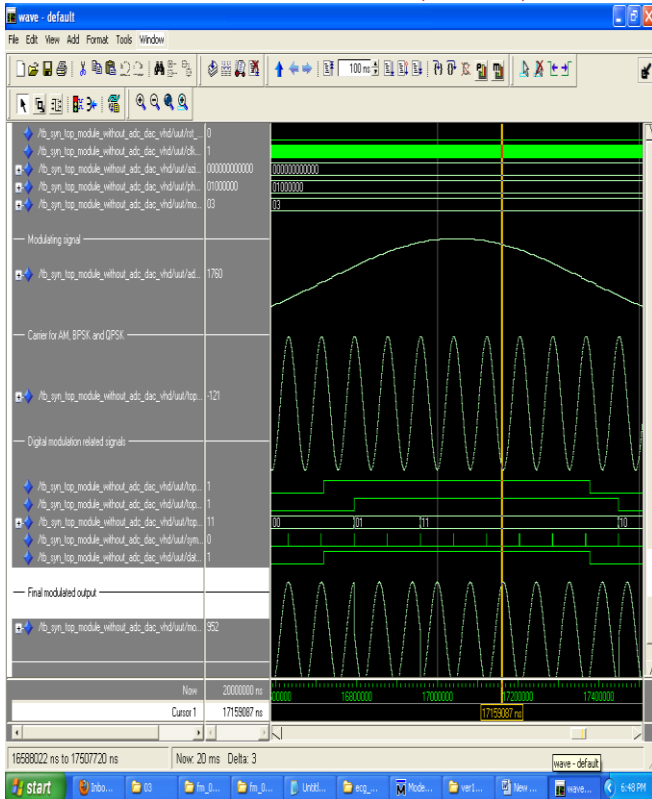 wave - default
File Edit View Add Format Tools Window
100 ns
/tb_syn_top_module_without_adc_dac_vhd/uut/rst_... 0
/tb_syn_top_module_without_adc_dac_vhd/uut/clk... 1
/tb_syn_top_module_without_adc_dac_vhd/uut/azi... 000000000000 000000000000
/tb_syn_top_module_without_adc_dac_vhd/uut/ph... 01000000 01000000
/tb_syn_top_module_without_adc_dac_vhd/uut/mo... 03 03
Modulating signal
/tb_syn_top_module_without_adc_dac_vhd/uut/ad... 1760
Carrier for AM, BPSK and QPSK
/tb_syn_top_module_without_adc_dac_vhd/uut/top... -121
Digital modulation related signals
/tb_syn_top_module_without_adc_dac_vhd/uut/top... 1
/tb_syn_top_module_without_adc_dac_vhd/uut/top... 1
/tb_syn_top_module_without_adc_dac_vhd/uut/top... 11 00 01 11 10
/tb_syn_top_module_without_adc_dac_vhd/uut/sym... 0
/tb_syn_top_module_without_adc_dac_vhd/uut/dat... 1
Final modulated output
/tb_syn_top_module_without_adc_dac_vhd/uut/mo... 952
Now 20000000 ns 00000 16800000 17000000 17200000 17400000
Cursor 1 17159087 ns 17159087 ns
16588022 ns to 17507720 ns Now: 20 ms Delta: 3
wave - default
start Inbo... 03 fm_0... fm_0... Untitl... ecg_... Mode... ver1... New ... wave... 6:48 PM